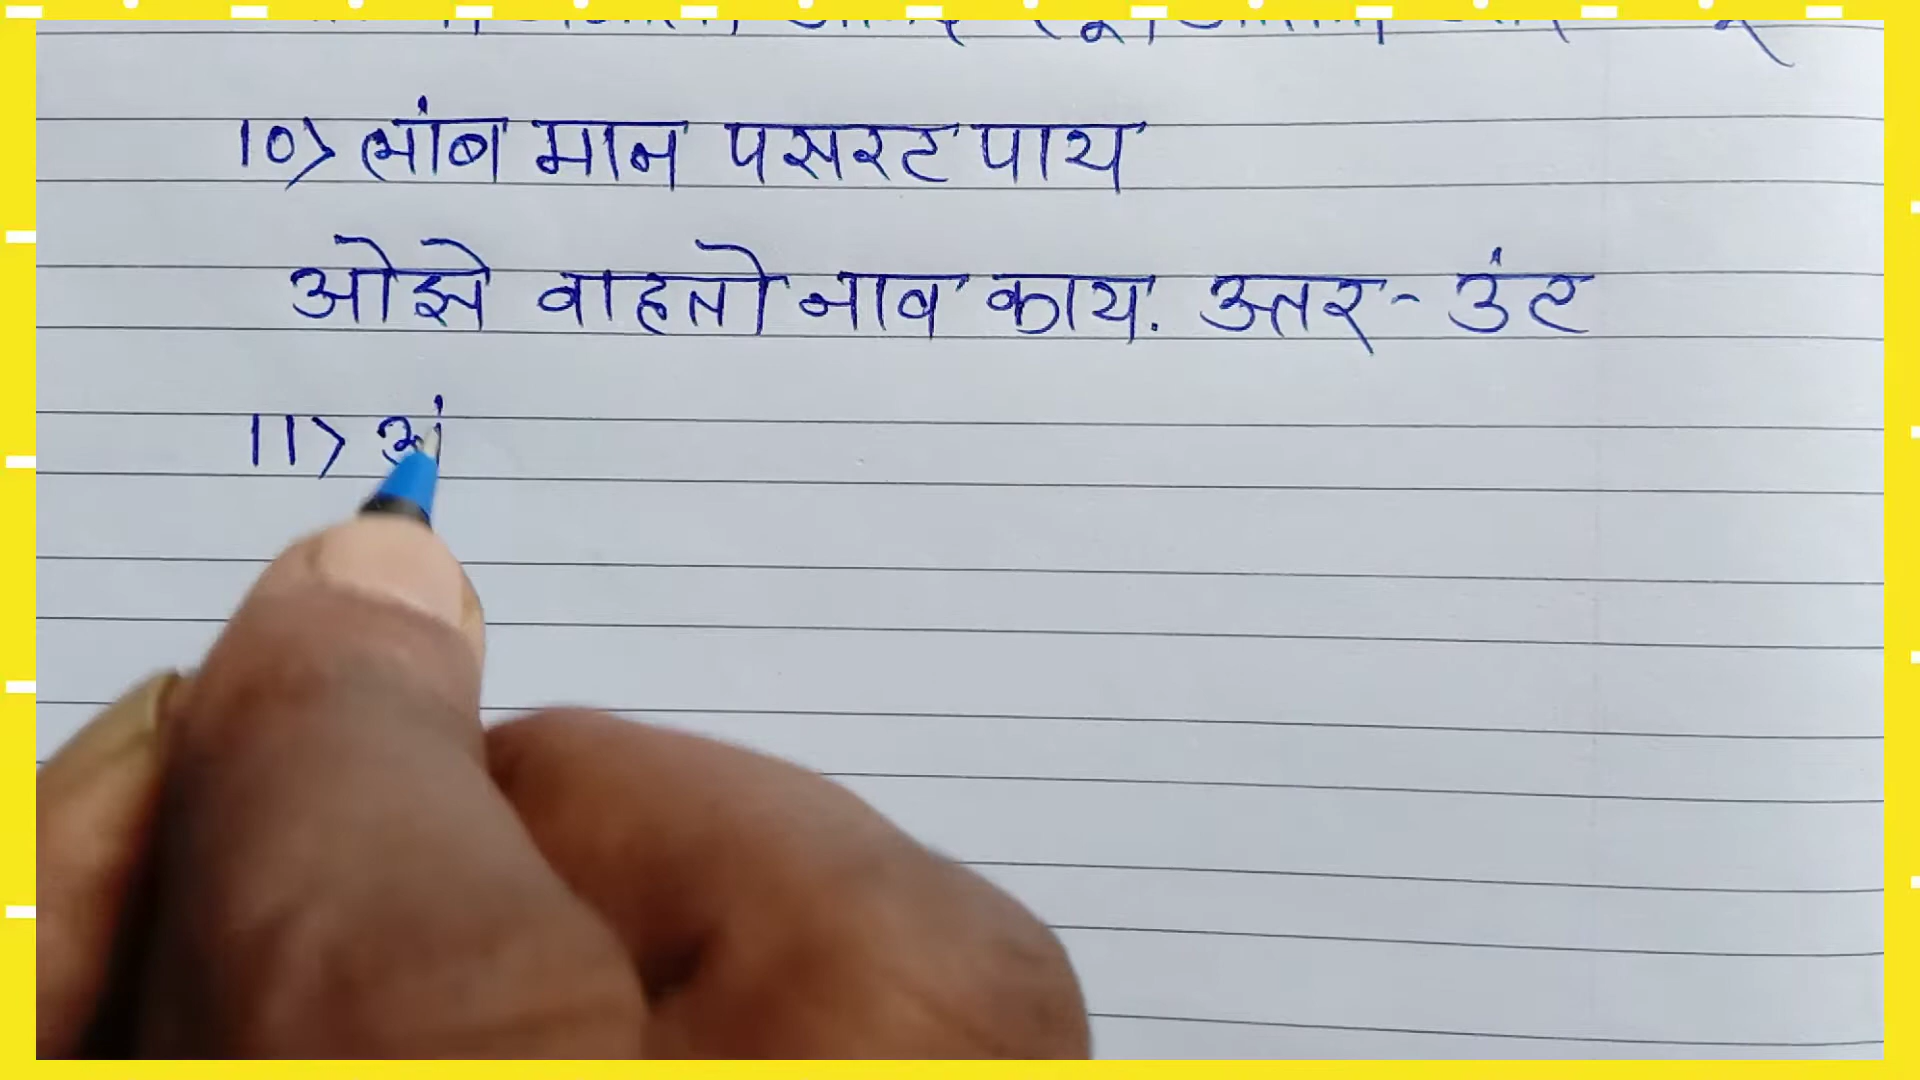 10> लांब मान पसरट पाय
ओझे वाहतो नाव काय. उत्तर- उंट
11> अं